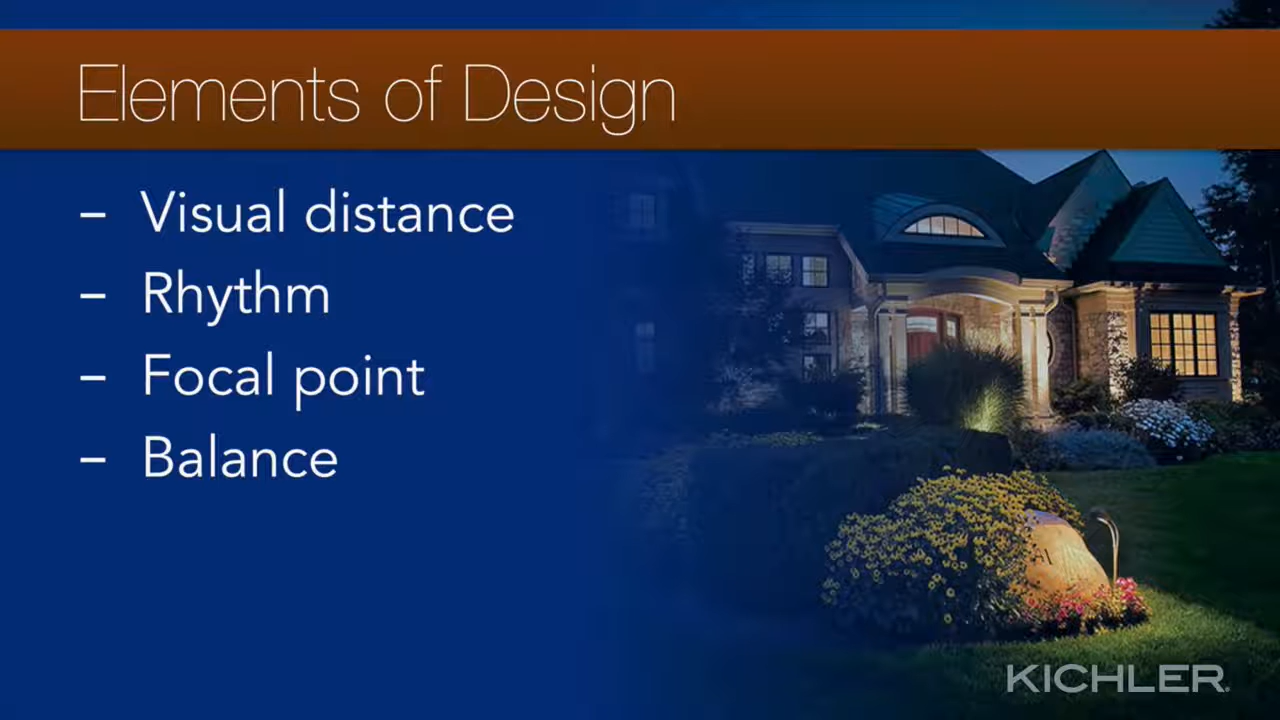 Elements of Design
– Visual distance
– Rhythm
– Focal point
– Balance
KICHLER.